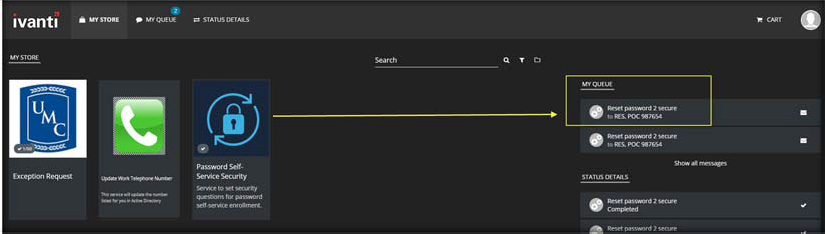 ivanti
MY STORE
MY QUEUE
2
STATUS DETAILS
CART
MY STORE
Search
UMC
Exception Request
Update Work Telephone Number
This service will update the number
listed for you in Active Directory
Password Self-
Service Security
Service to set security
questions for password
self-service enrollment.
MY QUEUE
Reset password 2 secure
to RES, POC 987654
Reset password 2 secure
to RES, POC 987654
Show all messages
STATUS DETAILS
Reset password 2 secure
Completed
Reset password 2 secure